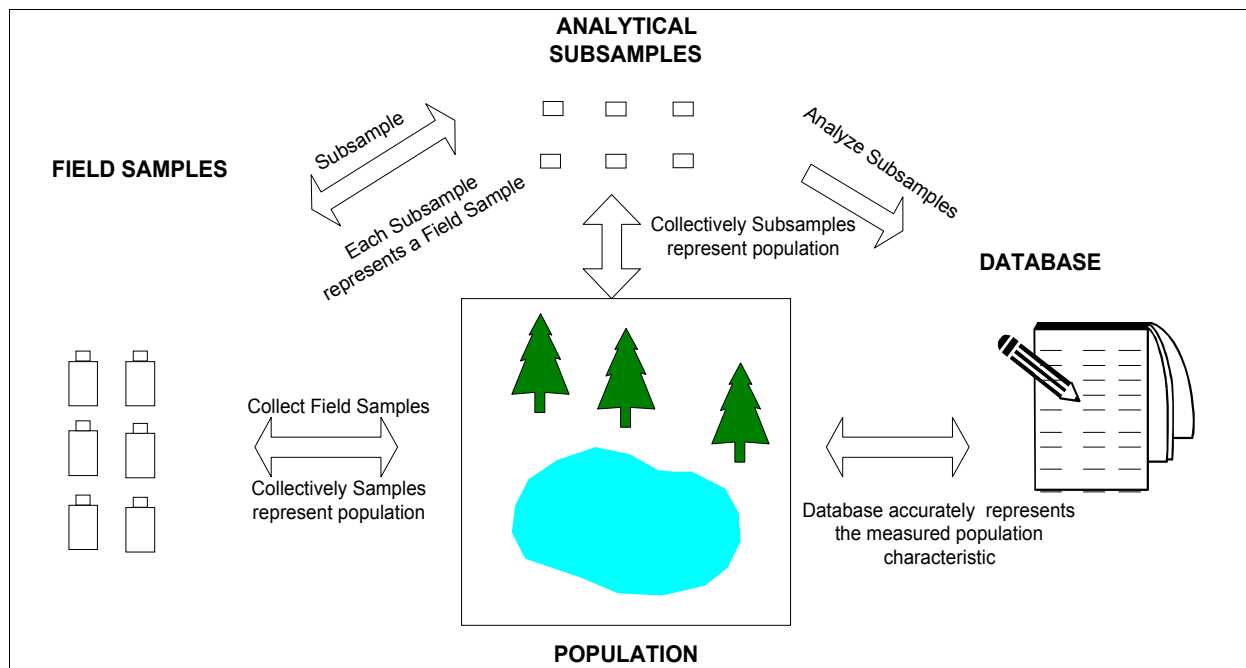 ANALYTICAL
SUBSAMPLES
Subsample
Analyze Subsamples
FIELD SAMPLES
Each Subsample
represents a Field Sample
Collectively Subsamples
represent population
DATABASE
Collect Field Samples
Collectively Samples
represent population
Database accurately represents
the measured population
characteristic
POPULATION